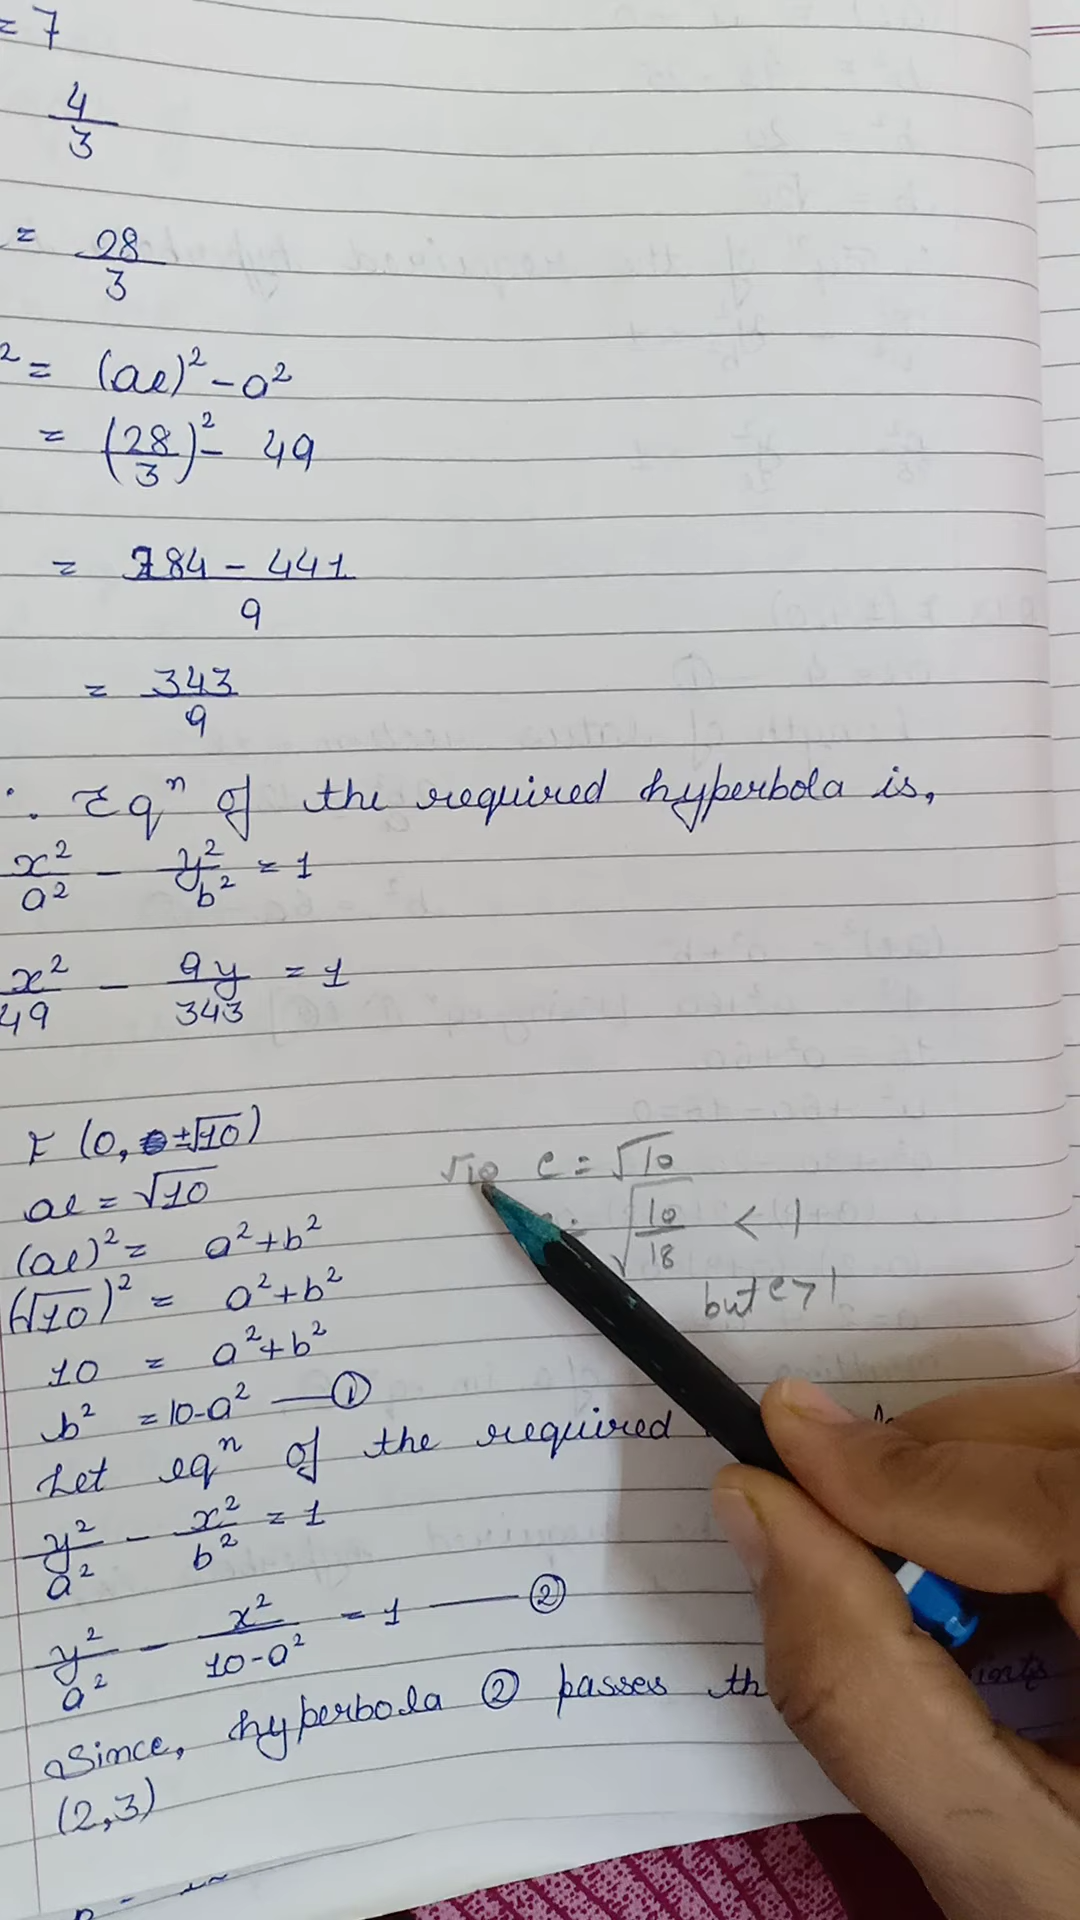 = 7
4/3
= 28/3
² = (ae)² - a²
= (28/3)² - 49
= 784 - 441 / 9
= 343/9
∴ Eqⁿ of the required hyperbola is,
x²/a² - y²/b² = 1
x²/49 - 9y/343 = 1
F (0, ±√10)
√10 e = √10
ae = √10
= √10/18 < 1
(ae)² = a² + b²
but e > 1
(√10)² = a² + b²
10 = a² + b²
b² = 10 - a² — ①
Let eqⁿ of the required
y²/a² - x²/b² = 1
y²/a² - x²/10-a² = 1 — ②
Since, hyperbola ② passes th
(2,3)